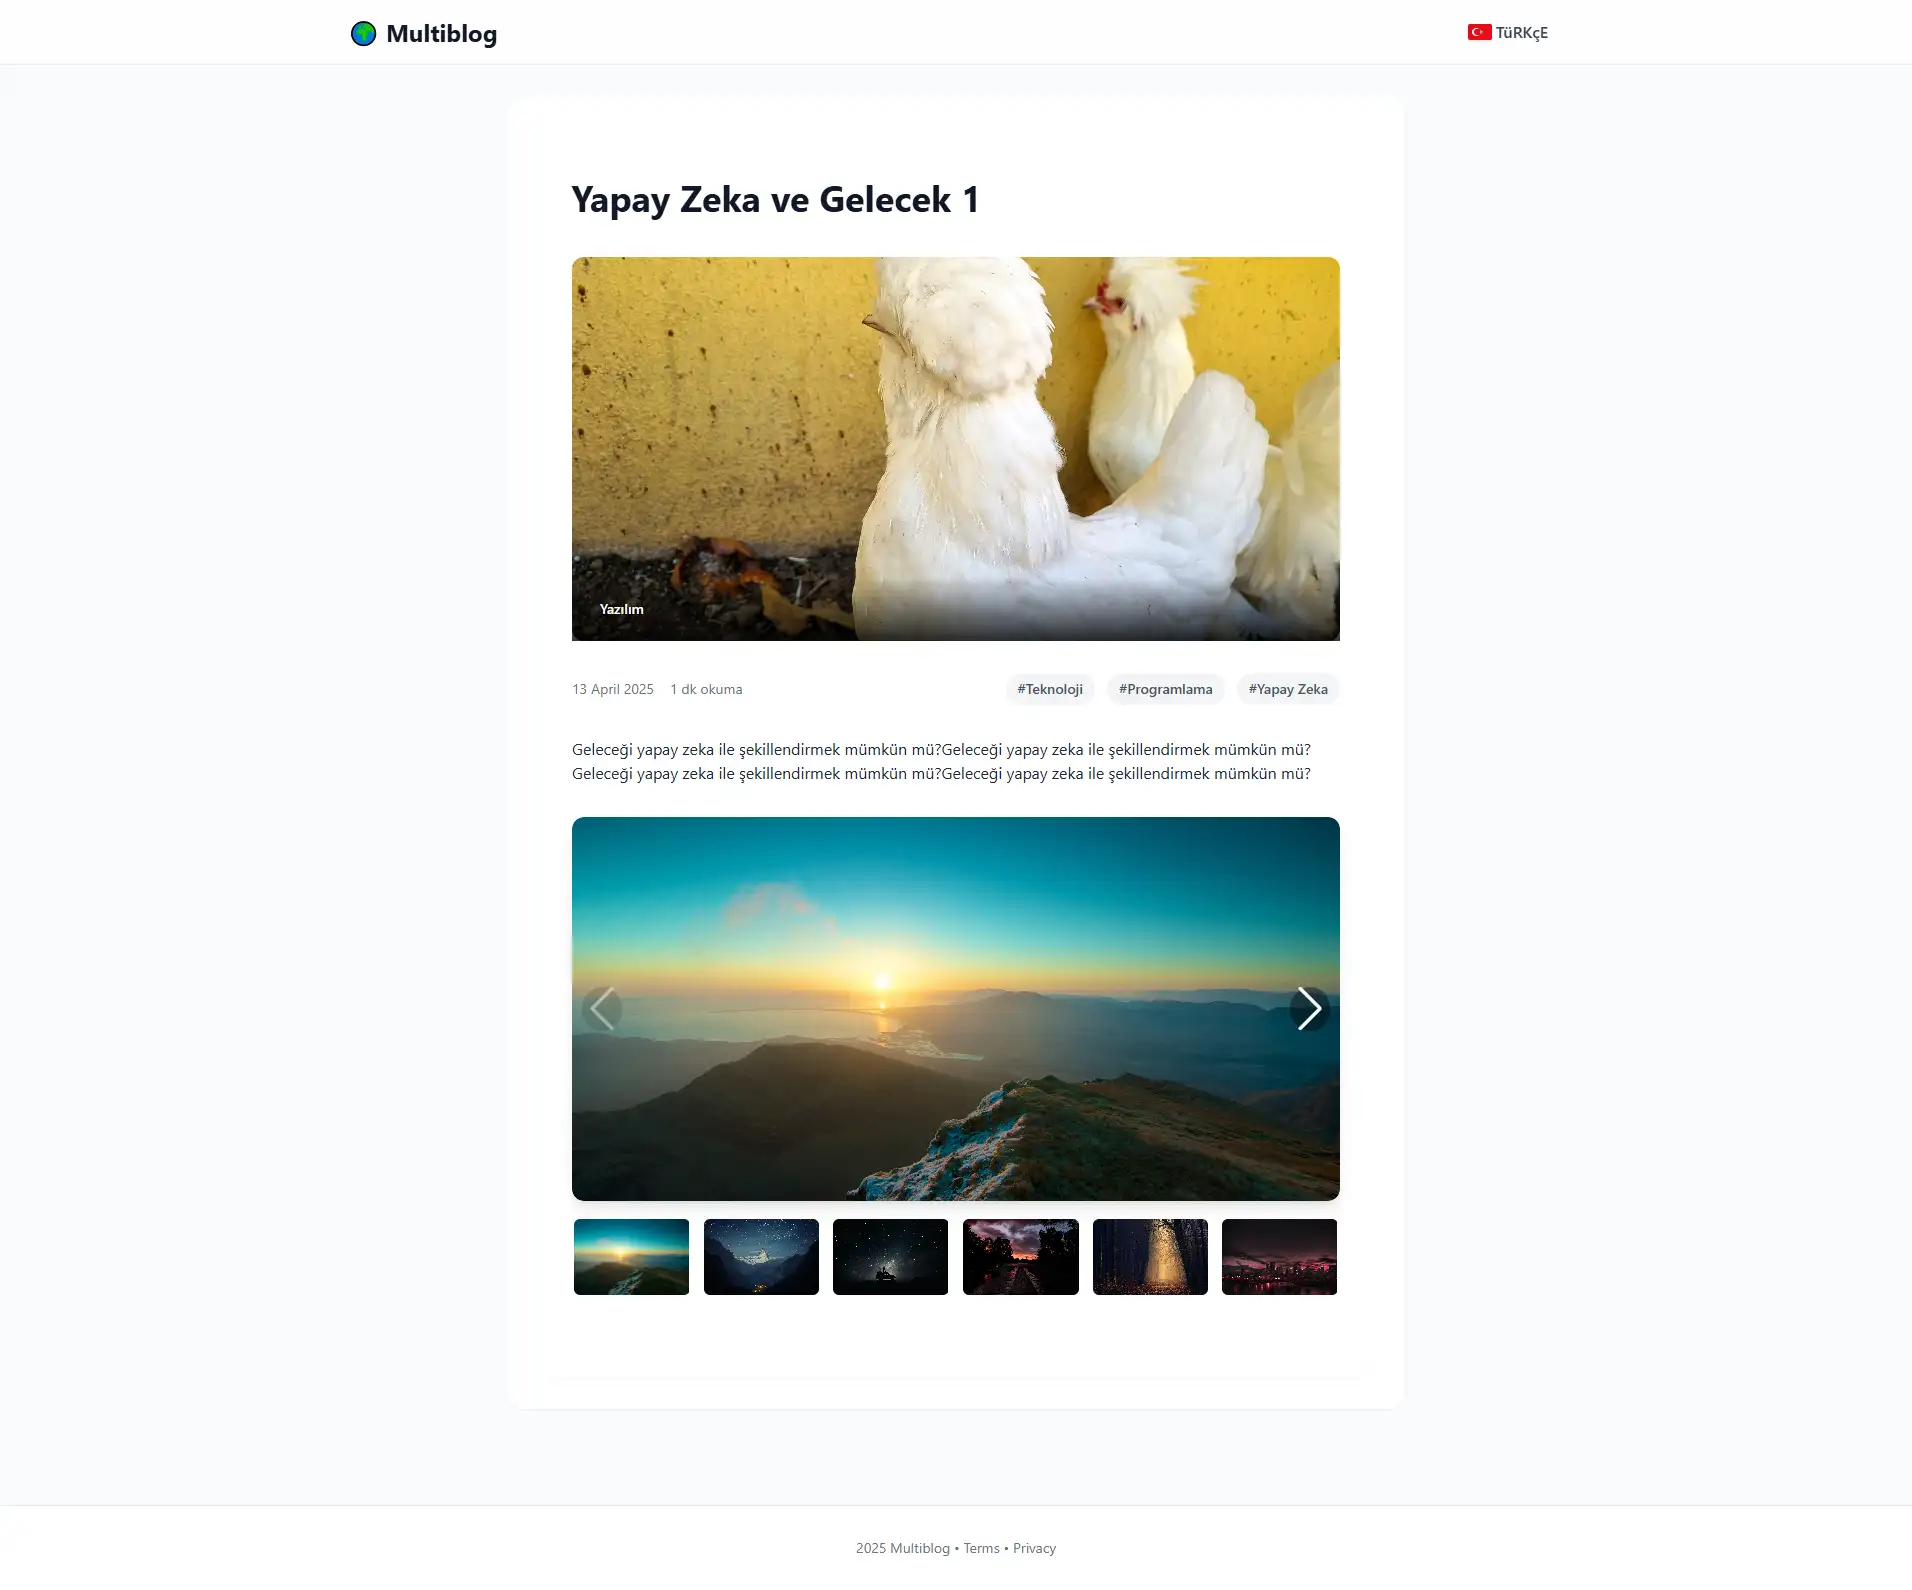 Multiblog
TüRKçE
Yapay Zeka ve Gelecek 1
Yazılım
13 April 2025 1 dk okuma #Teknoloji #Programlama #Yapay Zeka
Geleceği yapay zeka ile şekillendirmek mümkün mü?Geleceği yapay zeka ile şekillendirmek mümkün mü?
Geleceği yapay zeka ile şekillendirmek mümkün mü?Geleceği yapay zeka ile şekillendirmek mümkün mü?
2025 Multiblog • Terms • Privacy